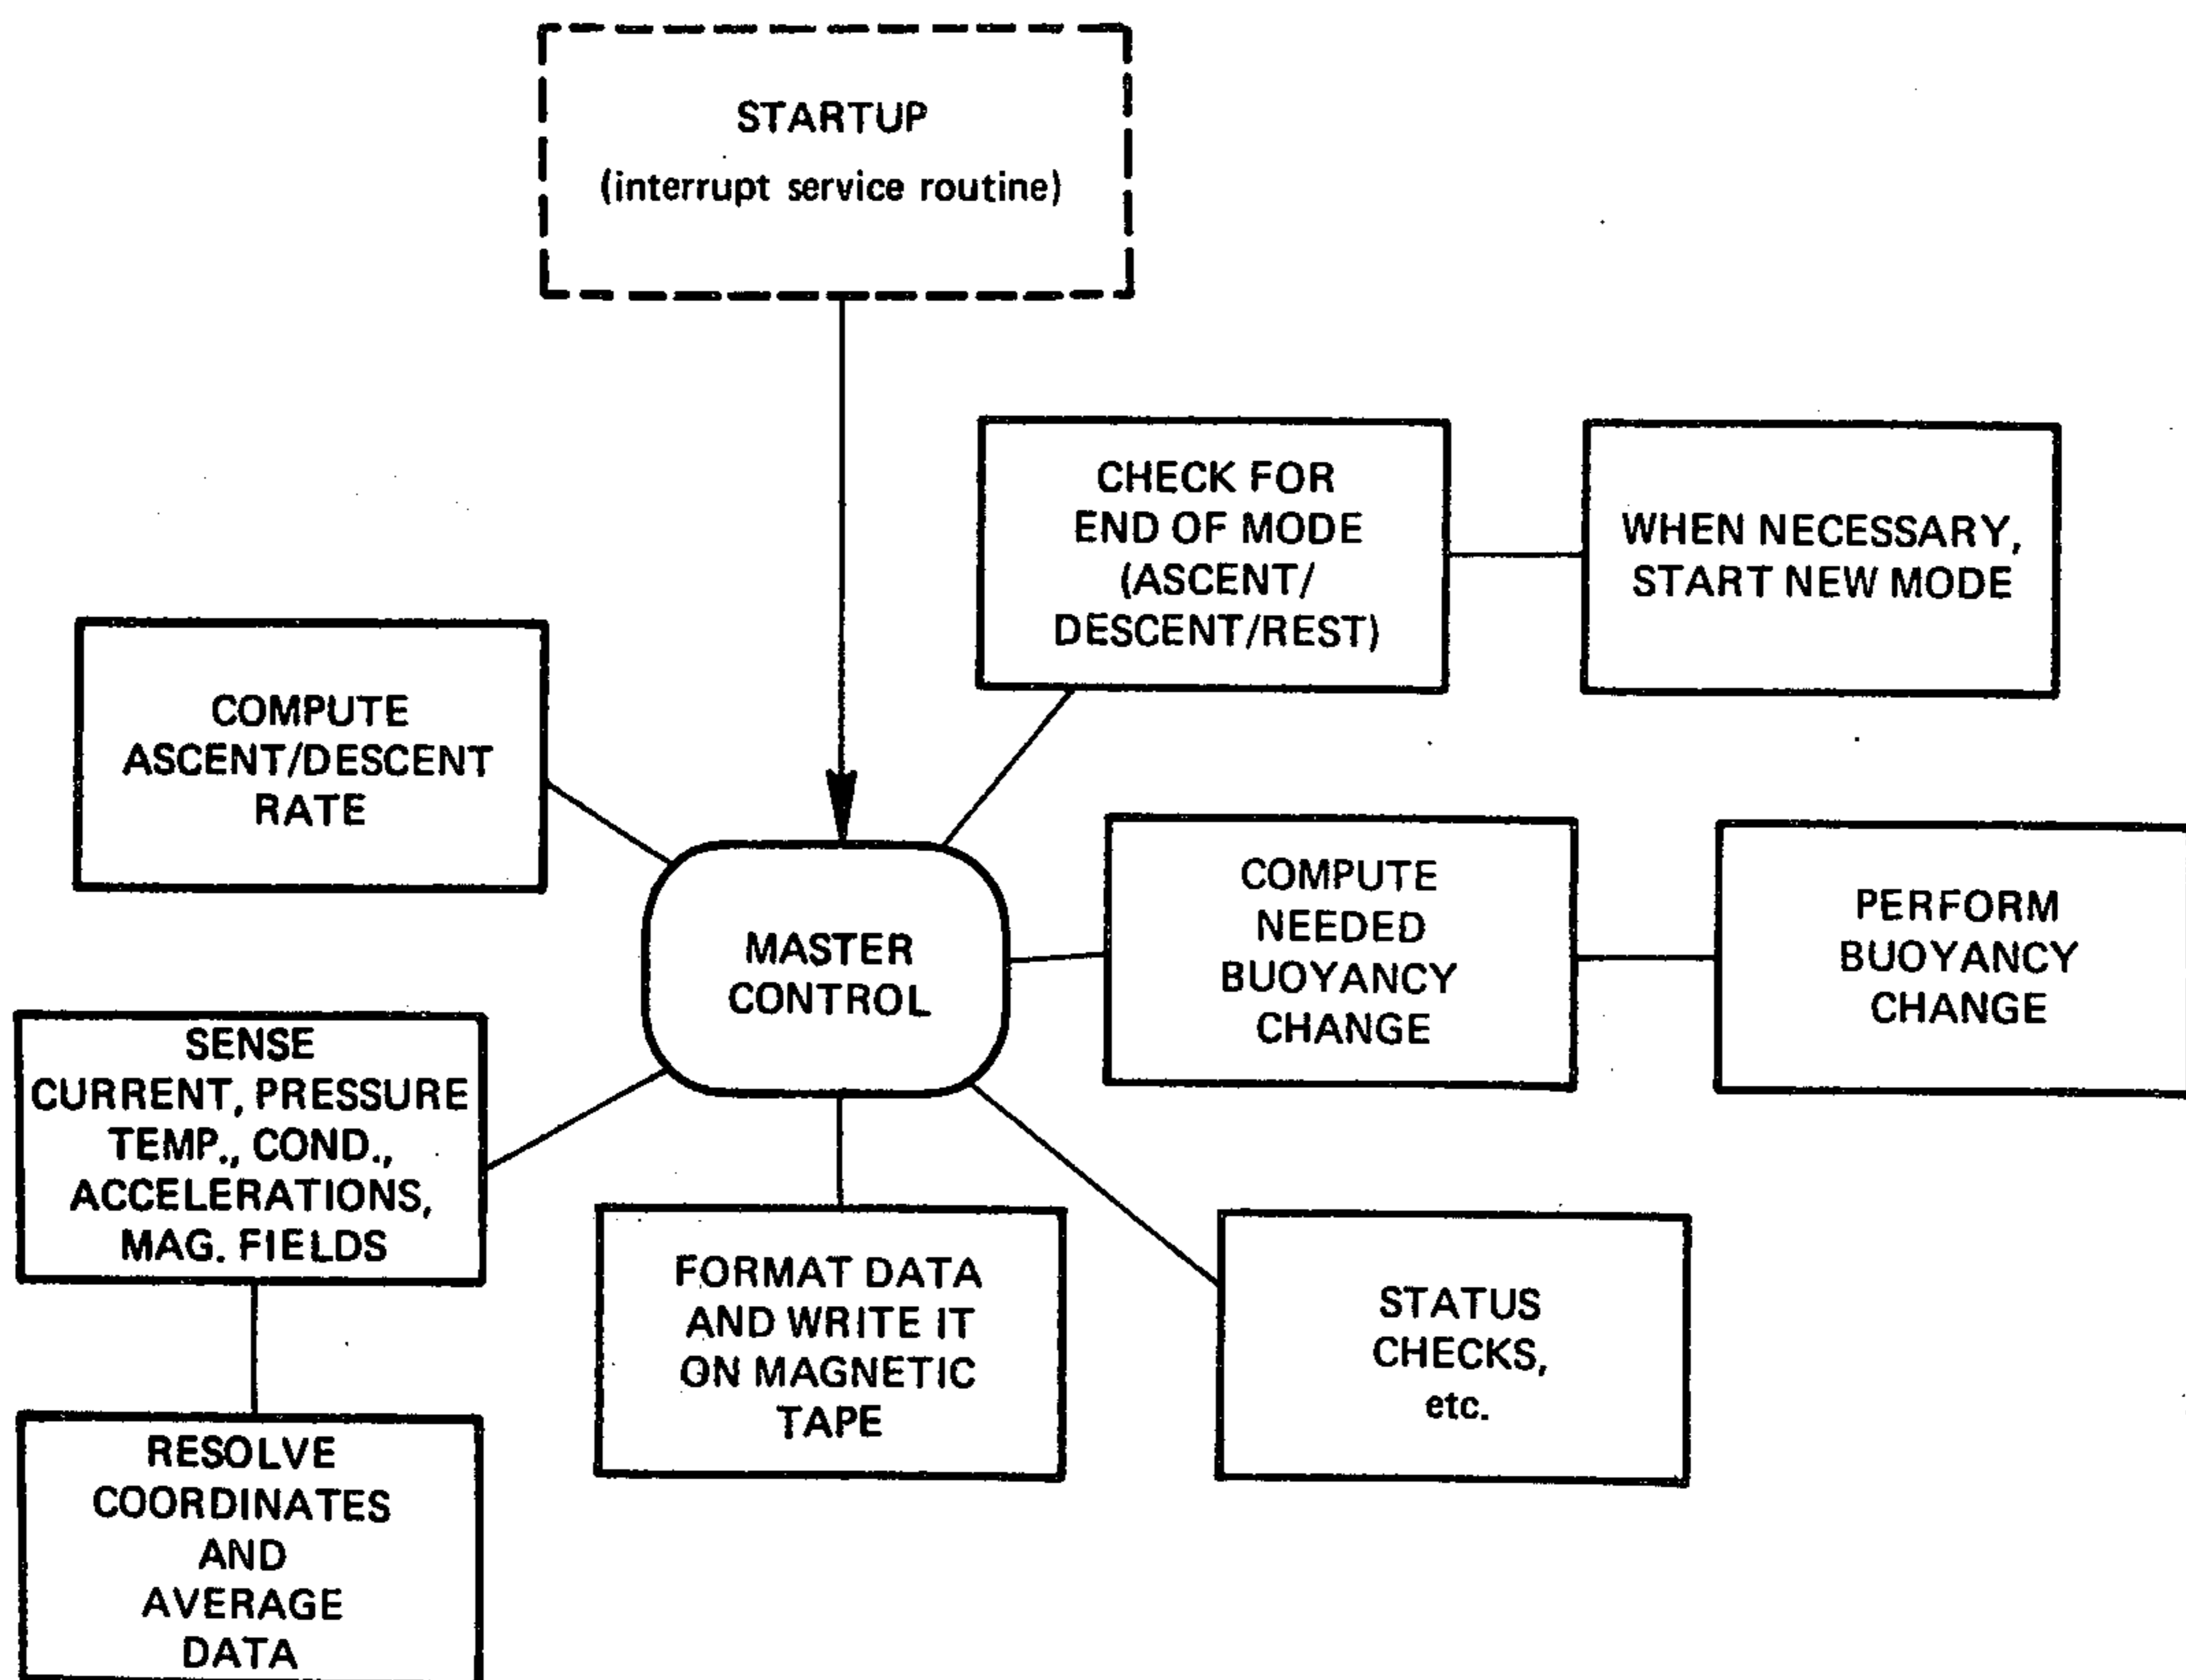 STARTUP
(interrupt service routine)
CHECK FOR
END OF MODE
(ASCENT/
DESCENT/REST)
WHEN NECESSARY,
START NEW MODE
COMPUTE
ASCENT/DESCENT
RATE
MASTER
CONTROL
COMPUTE
NEEDED
BUOYANCY
CHANGE
PERFORM
BUOYANCY
CHANGE
SENSE
CURRENT, PRESSURE
TEMP., COND.,
ACCELERATIONS,
MAG. FIELDS
FORMAT DATA
AND WRITE IT
ON MAGNETIC
TAPE
STATUS
CHECKS,
etc.
RESOLVE
COORDINATES
AND
AVERAGE
DATA